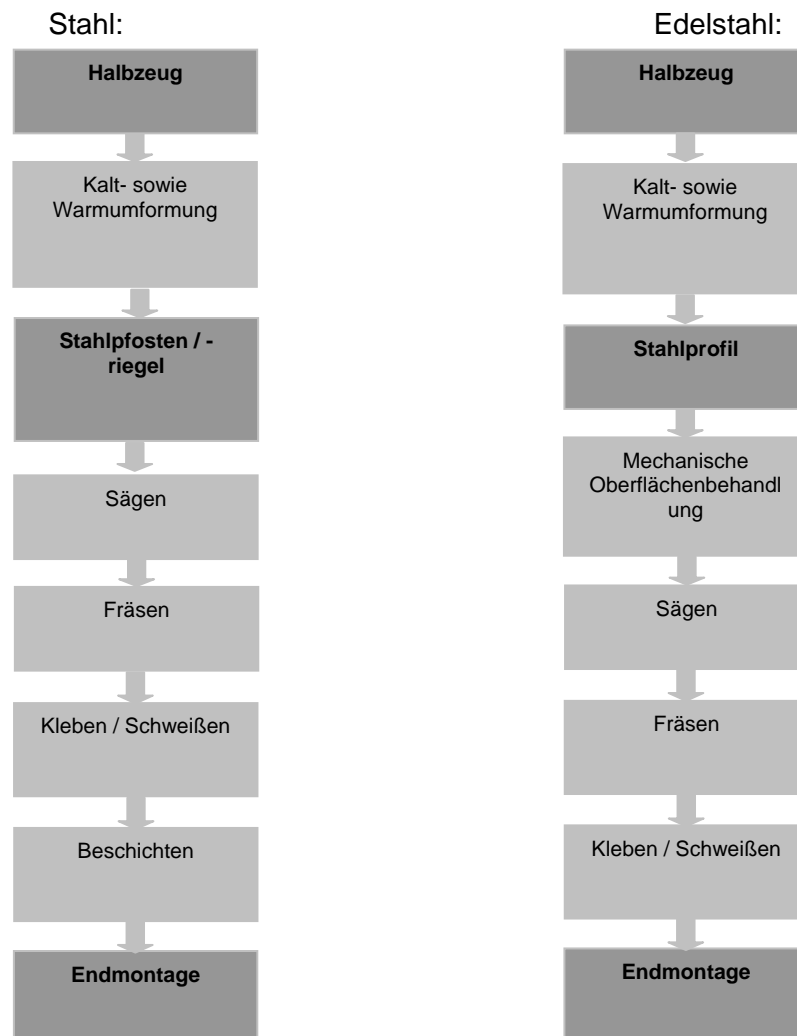 Stahl:
Halbzeug
Kalt- sowie
Warmumformung
Stahlpfosten / -
riegel
Sägen
Fräsen
Kleben / Schweißen
Beschichten
Endmontage
Edelstahl:
Halbzeug
Kalt- sowie
Warmumformung
Stahlprofil
Mechanische
Oberflächenbehandl
ung
Sägen
Fräsen
Kleben / Schweißen
Endmontage